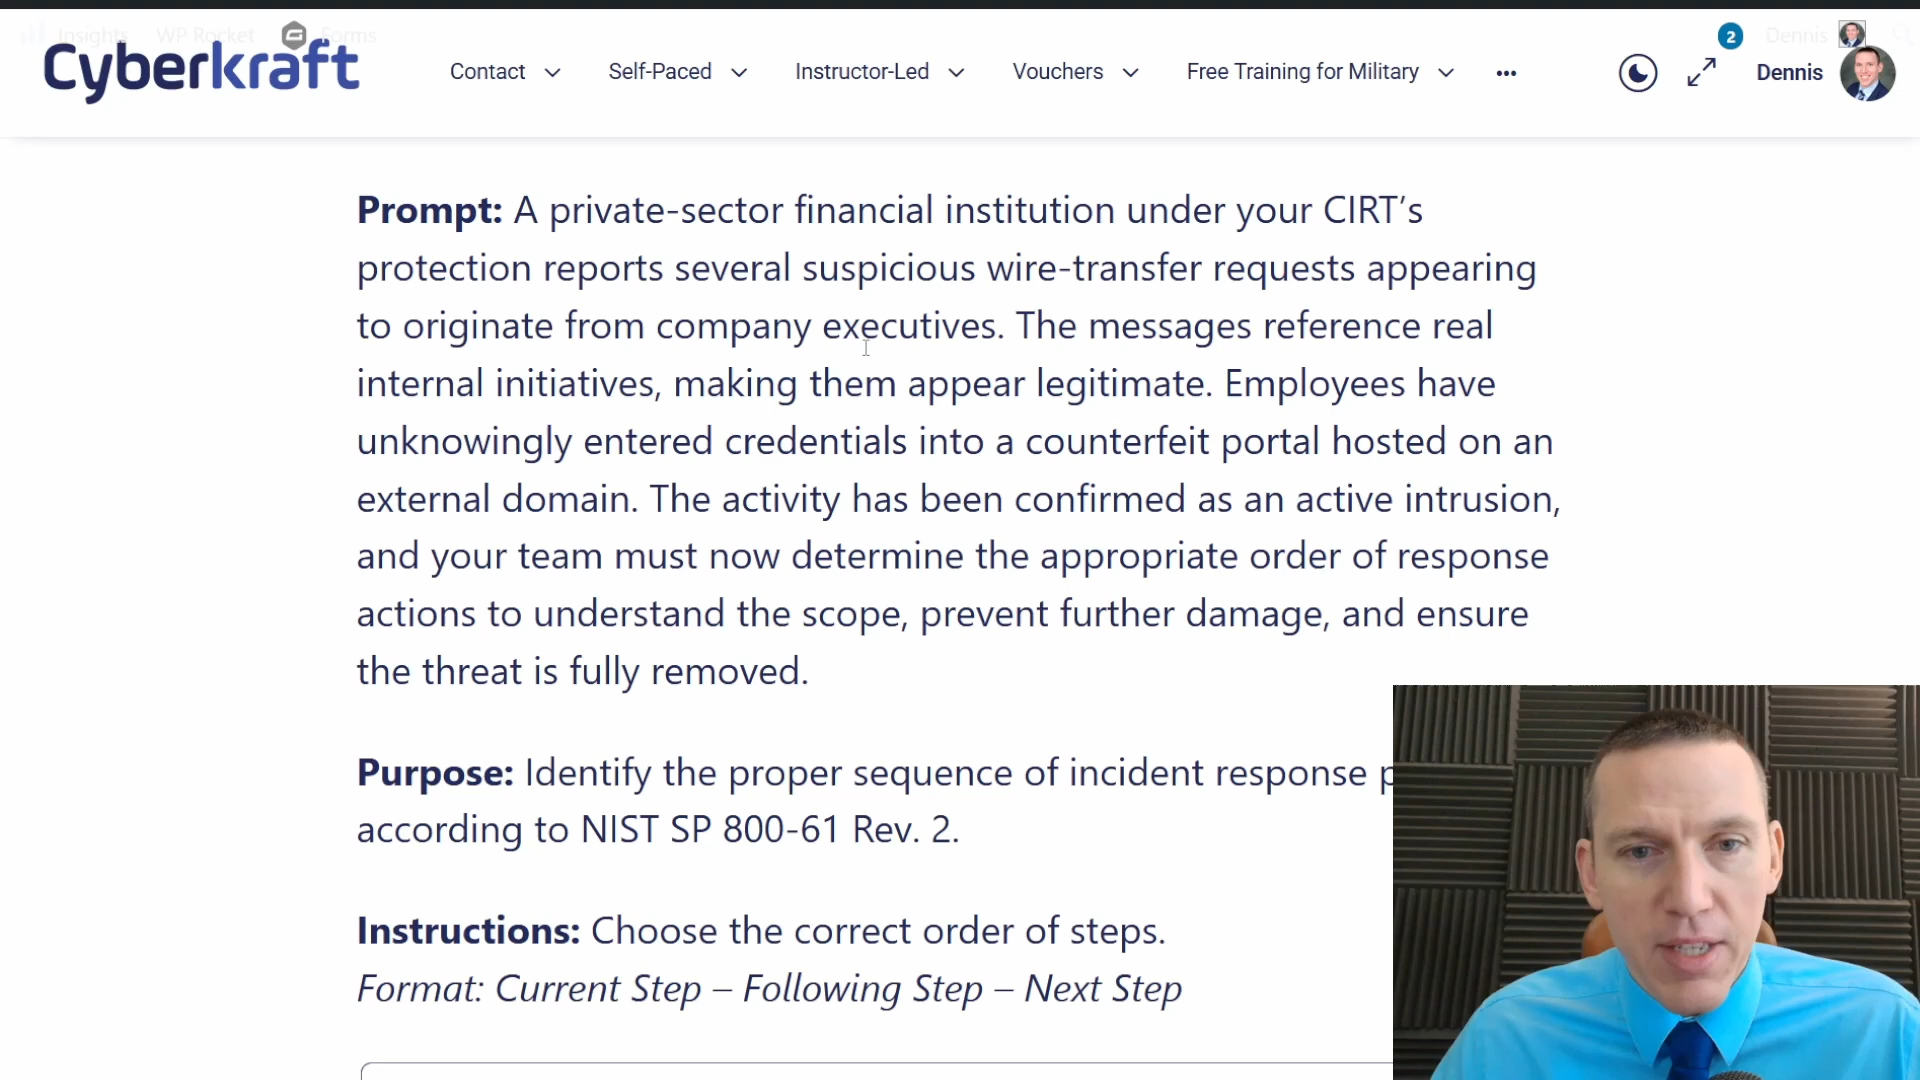 Insights WP Rocket Forms
2 Dennis
Cyberkraft Contact Self-Paced Instructor-Led Vouchers Free Training for Military ••• Dennis
Prompt: A private-sector financial institution under your CIRT’s
protection reports several suspicious wire-transfer requests appearing
to originate from company executives. The messages reference real
internal initiatives, making them appear legitimate. Employees have
unknowingly entered credentials into a counterfeit portal hosted on an
external domain. The activity has been confirmed as an active intrusion,
and your team must now determine the appropriate order of response
actions to understand the scope, prevent further damage, and ensure
the threat is fully removed.
Purpose: Identify the proper sequence of incident response
according to NIST SP 800-61 Rev. 2.
Instructions: Choose the correct order of steps.
Format: Current Step – Following Step – Next Step